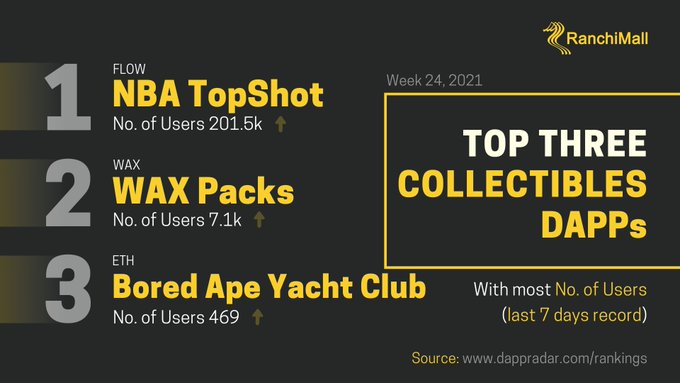 RanchiMall
Week 24, 2021
TOP THREE
COLLECTIBLES
DAPPs
With most No. of Users
(last 7 days record)
1
FLOW
NBA TopShot
No. of Users 201.5k
2
WAX
WAX Packs
No. of Users 7.1k
3
ETH
Bored Ape Yacht Club
No. of Users 469
Source: www.dappradar.com/rankings